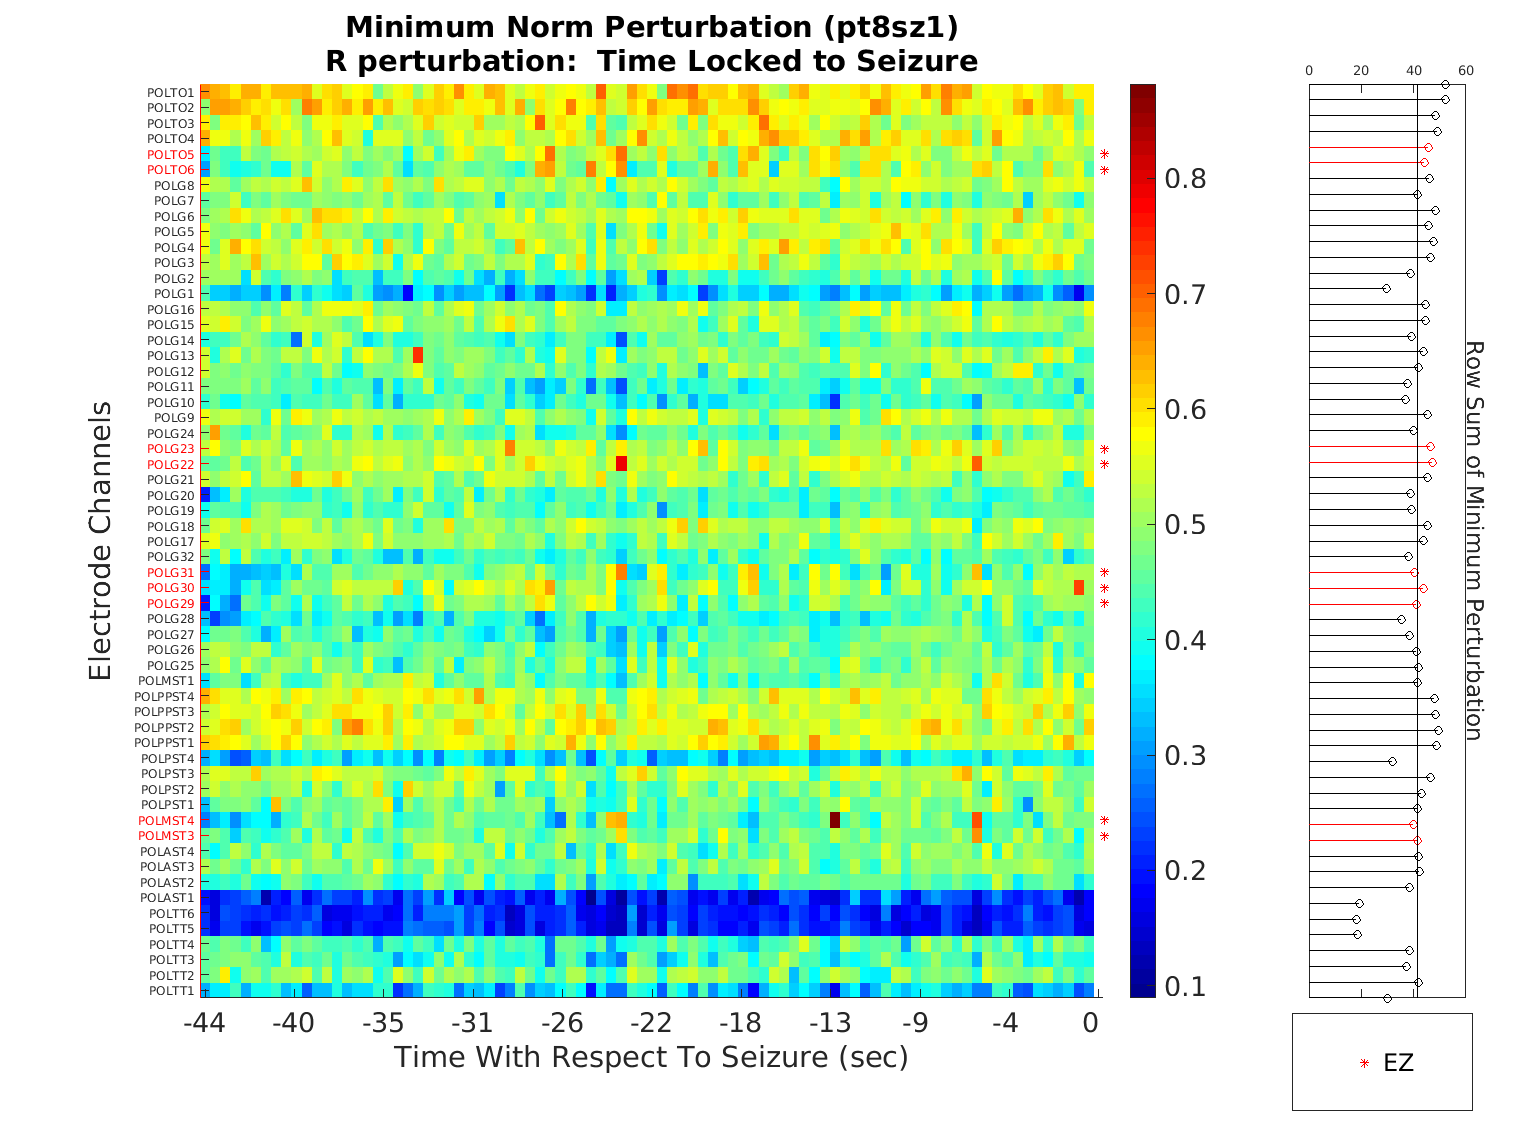 Minimum Norm Perturbation (pt8sz1)
R perturbation:  Time Locked to Seizure
Electrode Channels
POLTO1
POLTO2
POLTO3
POLTO4
POLTO5
POLTO6
POLG8
POLG7
POLG6
POLG5
POLG4
POLG3
POLG2
POLG1
POLG16
POLG15
POLG14
POLG13
POLG12
POLG11
POLG10
POLG9
POLG24
POLG23
POLG22
POLG21
POLG20
POLG19
POLG18
POLG17
POLG32
POLG31
POLG30
POLG29
POLG28
POLG27
POLG26
POLG25
POLMST1
POLPPST4
POLPPST3
POLPPST2
POLPPST1
POLPST4
POLPST3
POLPST2
POLPST1
POLMST4
POLMST3
POLAST4
POLAST3
POLAST2
POLAST1
POLTT6
POLTT5
POLTT4
POLTT3
POLTT2
POLTT1
-44 -40 -35 -31 -26 -22 -18 -13 -9 -4 0
Time With Respect To Seizure (sec)
0.8
0.7
0.6
0.5
0.4
0.3
0.2
0.1
0 20 40 60
Row Sum of Minimum Perturbation
EZ